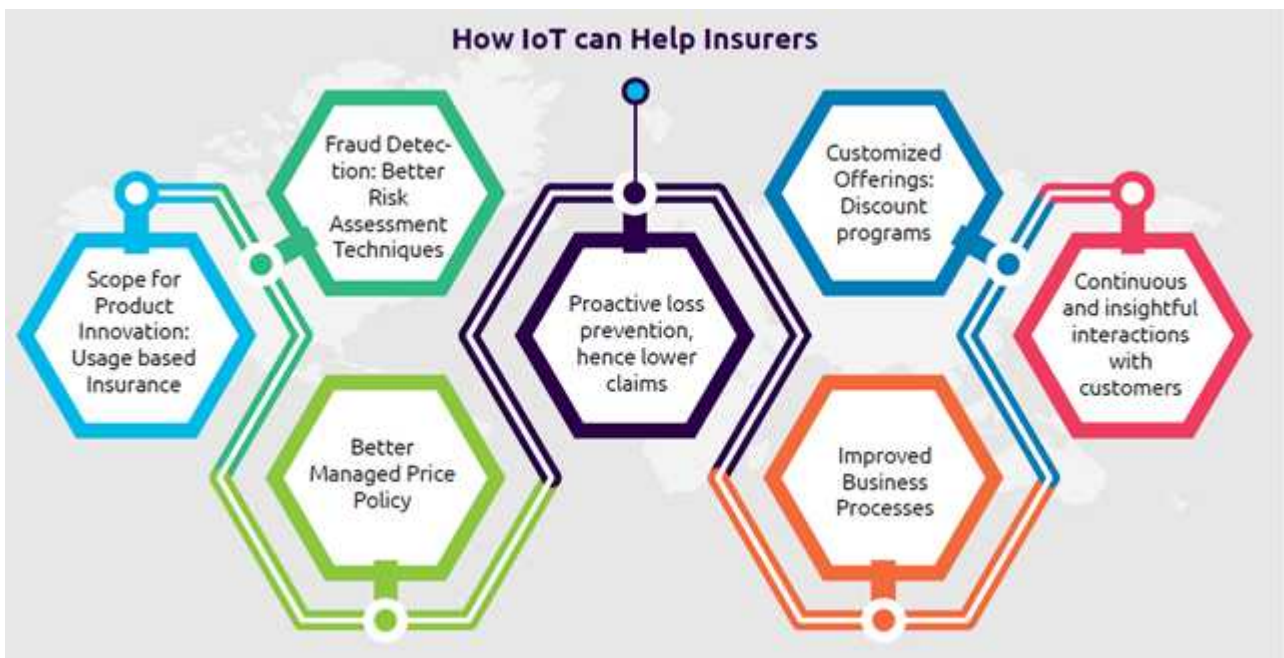 How IoT can Help Insurers
Scope for
Product
Innovation:
Usage based
Insurance
Fraud Detec-
tion: Better
Risk
Assessment
Techniques
Better
Managed Price
Policy
Proactive loss
prevention,
hence lower
claims
Customized
Offerings:
Discount
programs
Improved
Business
Processes
Continuous
and insightful
interactions
with
customers